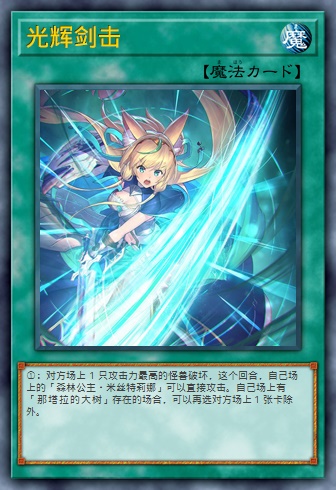 光辉剑击
魔
【魔法カード】
①：对方场上１只攻击力最高的怪兽破坏，这个回合，自己场
上的「森林公主·米丝特莉娜」可以直接攻击。自己场上有
「那塔拉的大树」存在的场合，可以再选对方场上１张卡除
外。